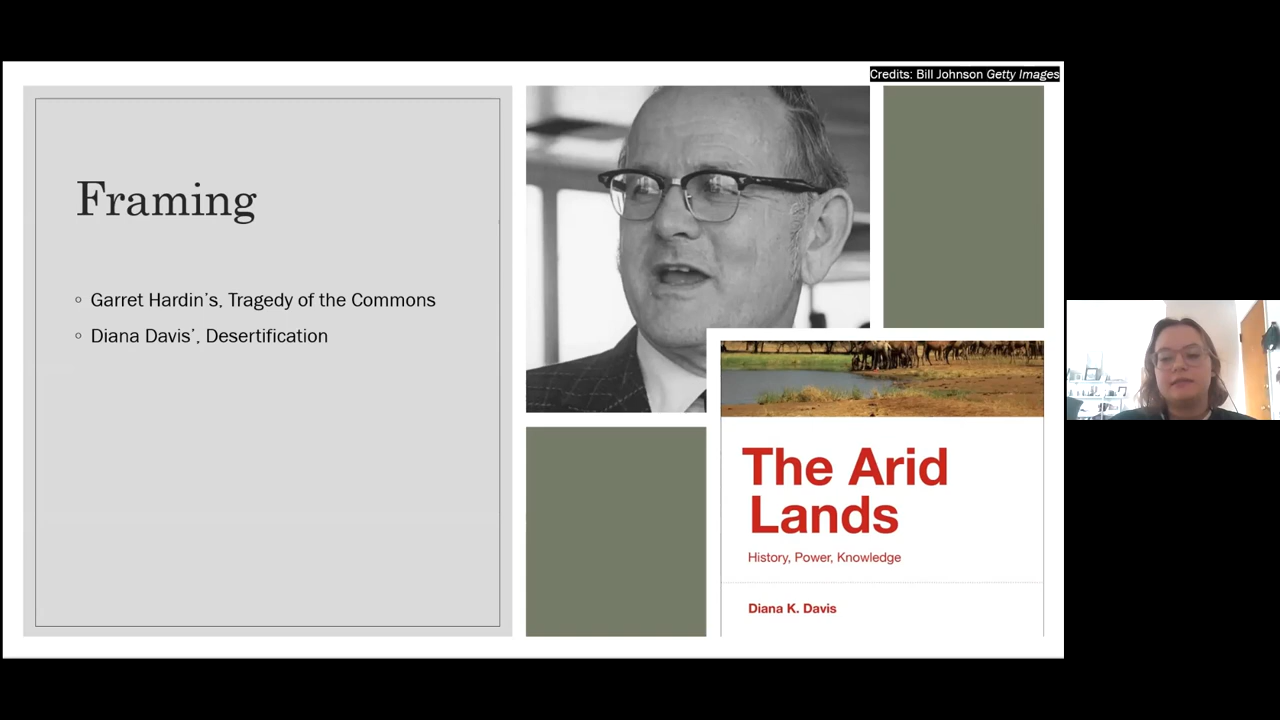 Credits: Bill Johnson Getty Images
Framing
Garret Hardin's, Tragedy of the Commons
Diana Davis', Desertification
The Arid
Lands
History, Power, Knowledge
Diana K. Davis